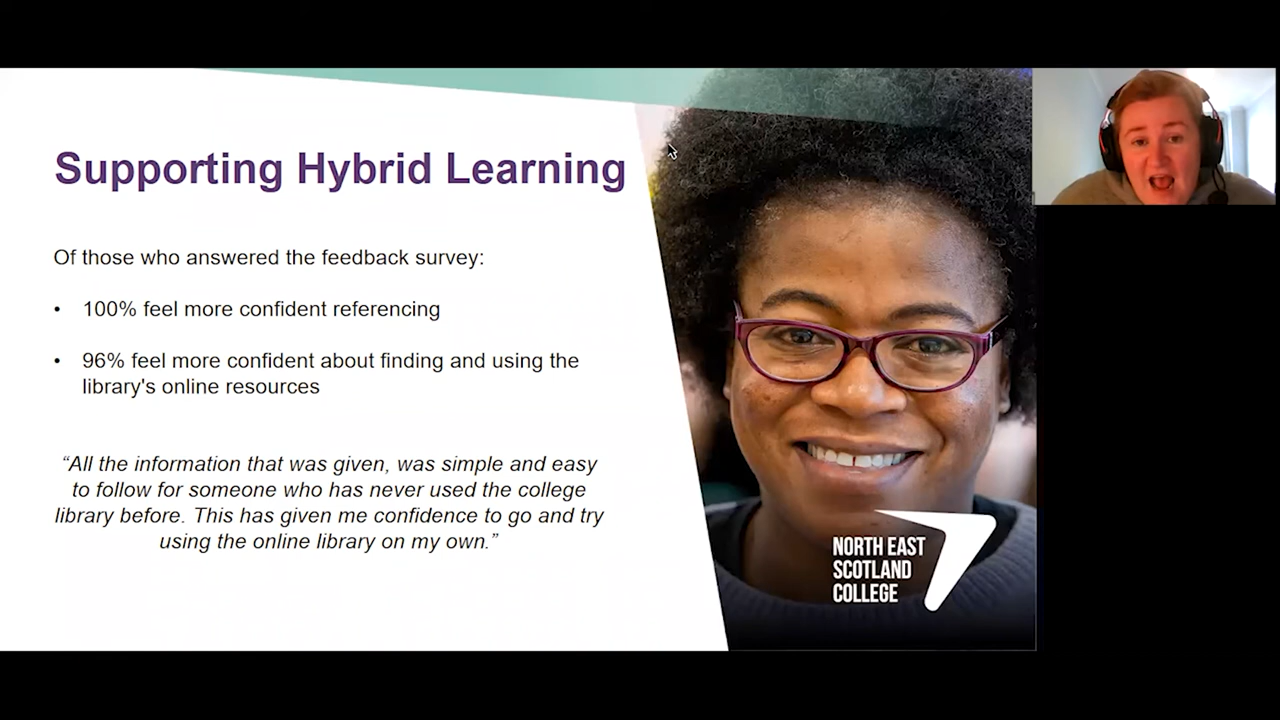 Supporting Hybrid Learning
Of those who answered the feedback survey:
• 100% feel more confident referencing
• 96% feel more confident about finding and using the
library's online resources
“All the information that was given, was simple and easy
to follow for someone who has never used the college
library before. This has given me confidence to go and try
using the online library on my own.”
NORTH EAST
SCOTLAND
COLLEGE